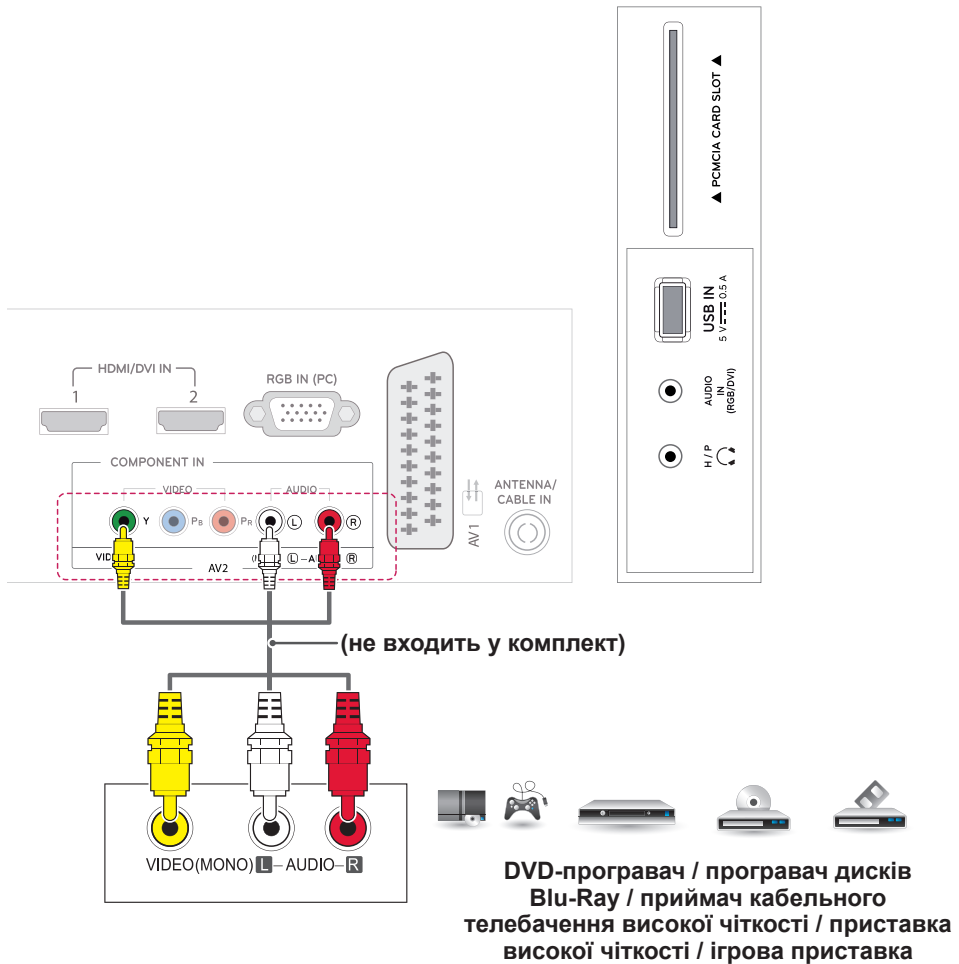 ▲ PCMCIA CARD SLOT ▲
USB IN
5 V 0.5 A
AUDIO
IN
(RGB/DVI)
H / P
HDMI/DVI IN
1 2
RGB IN (PC)
COMPONENT IN
VIDEO AUDIO
Y PB PR L R
AV2
L R
AV 1
ANTENNA/
CABLE IN
(не входить у комплект)
VIDEO(MONO) L – AUDIO – R
DVD-програвач / програвач дисків
Blu-Ray / приймач кабельного
телебачення високої чіткості / приставка
високої чіткості / ігрова приставка